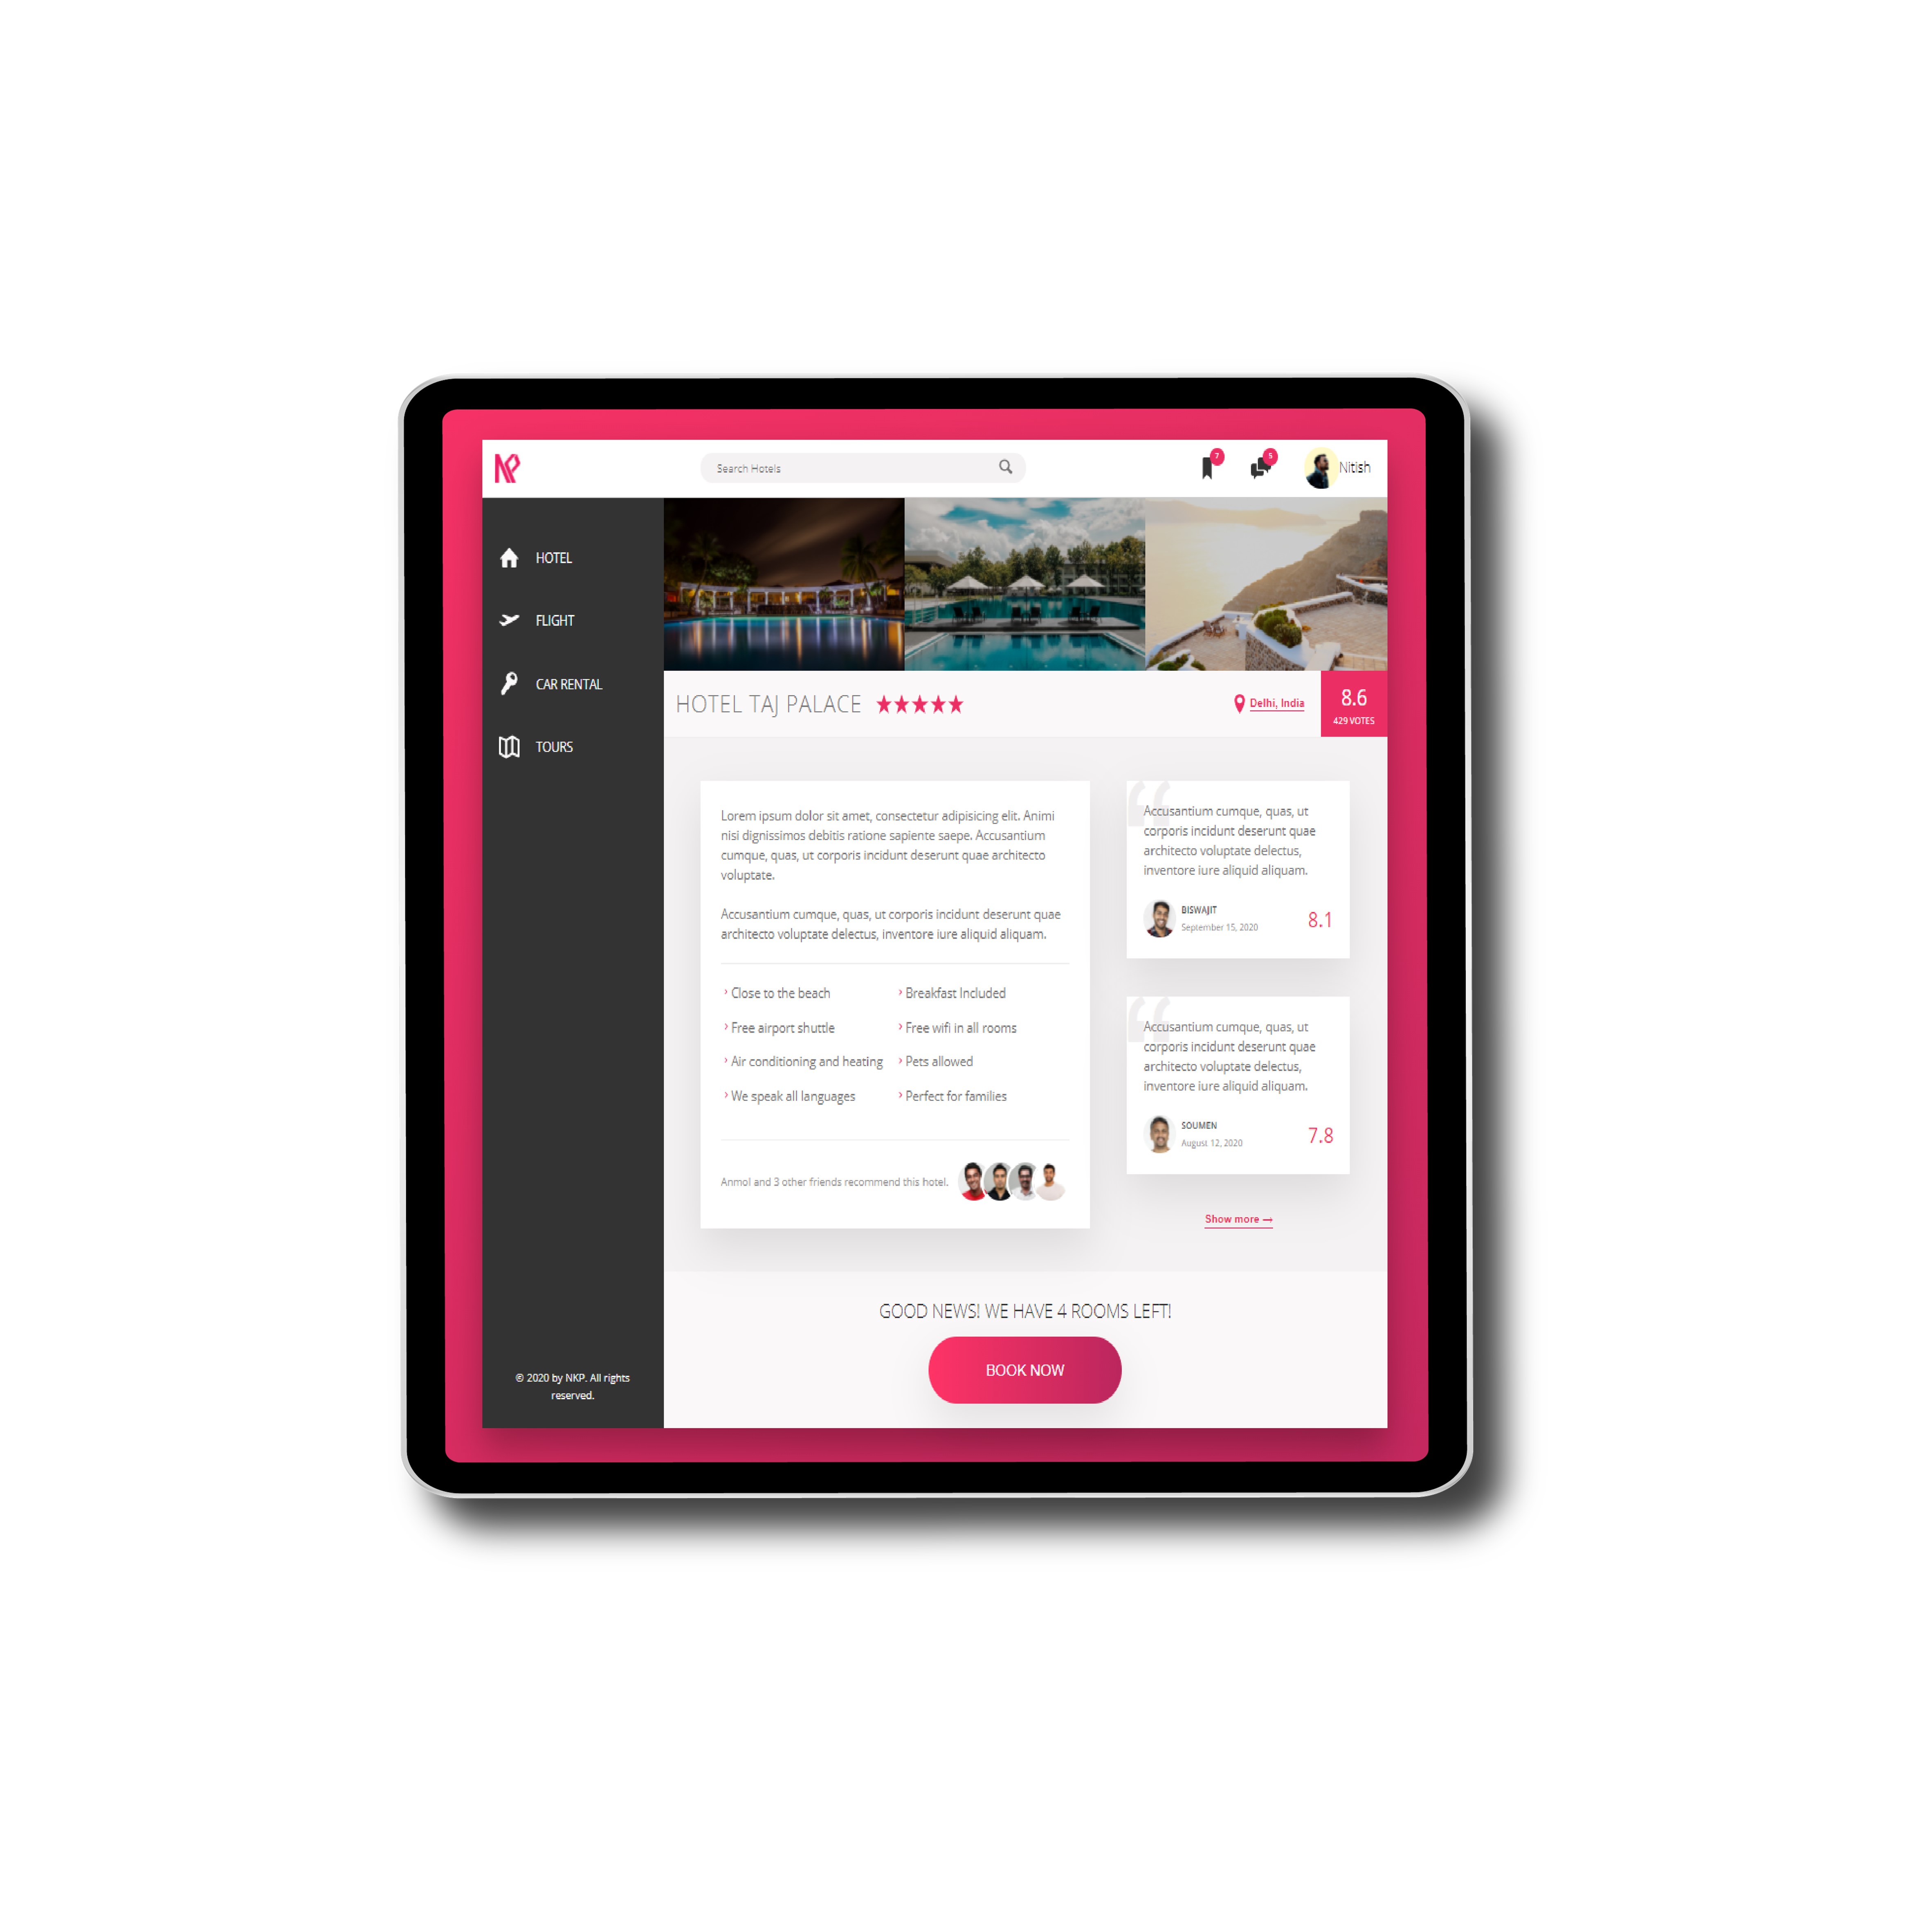 NKP
Search Hotels
7
5
Nitish
HOTEL
FLIGHT
CAR RENTAL
TOURS
© 2020 by NKP. All rights
reserved.
HOTEL TAJ PALACE
Delhi, India
8.6
429 VOTES
Lorem ipsum dolor sit amet, consectetur adipisicing elit. Animi
nisi dignissimos debitis ratione sapiente saepe. Accusantium
cumque, quas, ut corporis incidunt deserunt quae architecto
voluptate.
Accusantium cumque, quas, ut corporis incidunt deserunt quae
architecto voluptate delectus, inventore iure aliquid aliquam.
› Close to the beach
› Breakfast Included
› Free airport shuttle
› Free wifi in all rooms
› Air conditioning and heating
› Pets allowed
› We speak all languages
› Perfect for families
Anmol and 3 other friends recommend this hotel.
“
Accusantium cumque, quas, ut
corporis incidunt deserunt quae
architecto voluptate delectus,
inventore iure aliquid aliquam.
BISWAJIT
September 15, 2020
8.1
“
Accusantium cumque, quas, ut
corporis incidunt deserunt quae
architecto voluptate delectus,
inventore iure aliquid aliquam.
SOUMEN
August 12, 2020
7.8
Show more →
GOOD NEWS! WE HAVE 4 ROOMS LEFT!
BOOK NOW